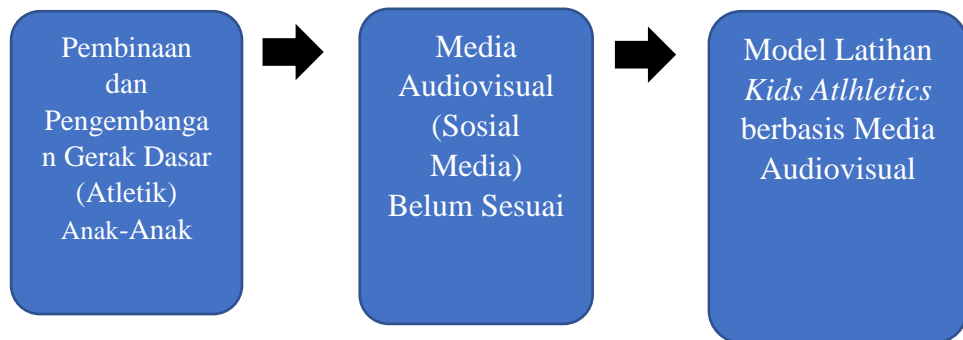 Pembinaan
dan
Pengembanga
n Gerak Dasar
(Atletik)
Anak-Anak
Media
Audiovisual
(Sosial
Media)
Belum Sesuai
Model Latihan
Kids Atlhletics
berbasis Media
Audiovisual